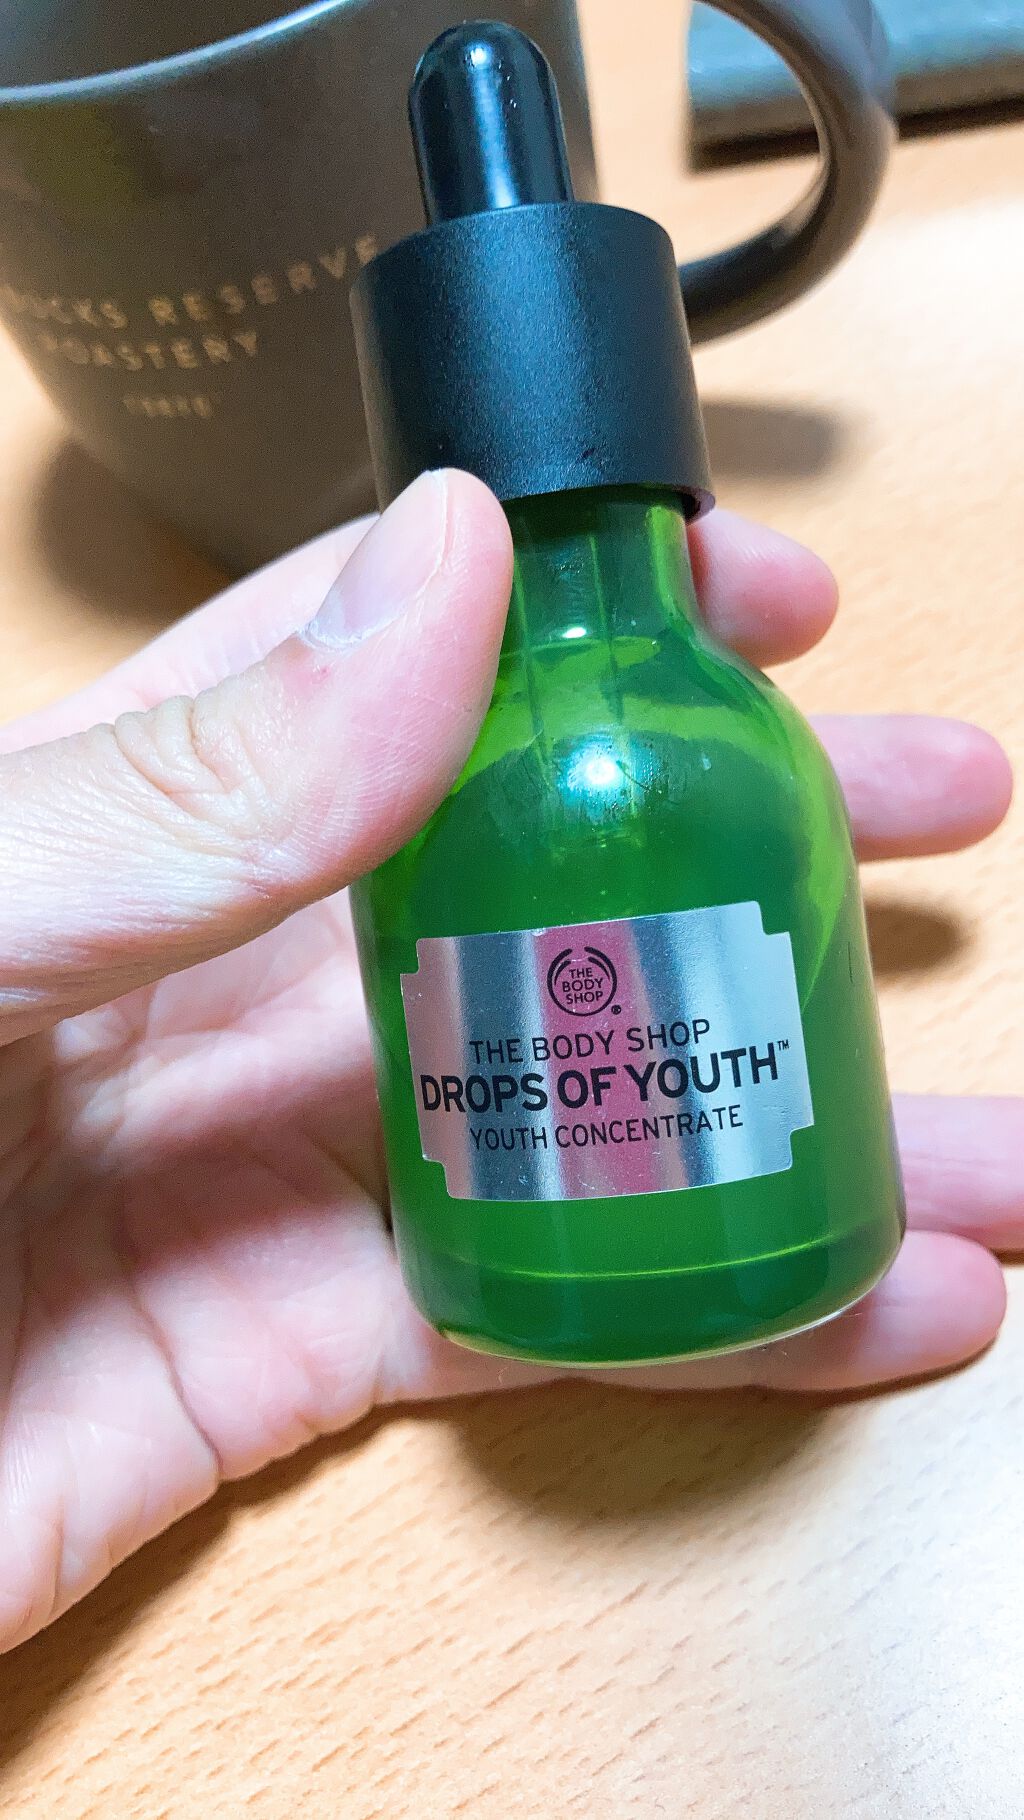 RESERVE
ROASTERY
THE
BODY
SHOP
®
THE BODY SHOP
DROPS OF YOUTH™
YOUTH CONCENTRATE